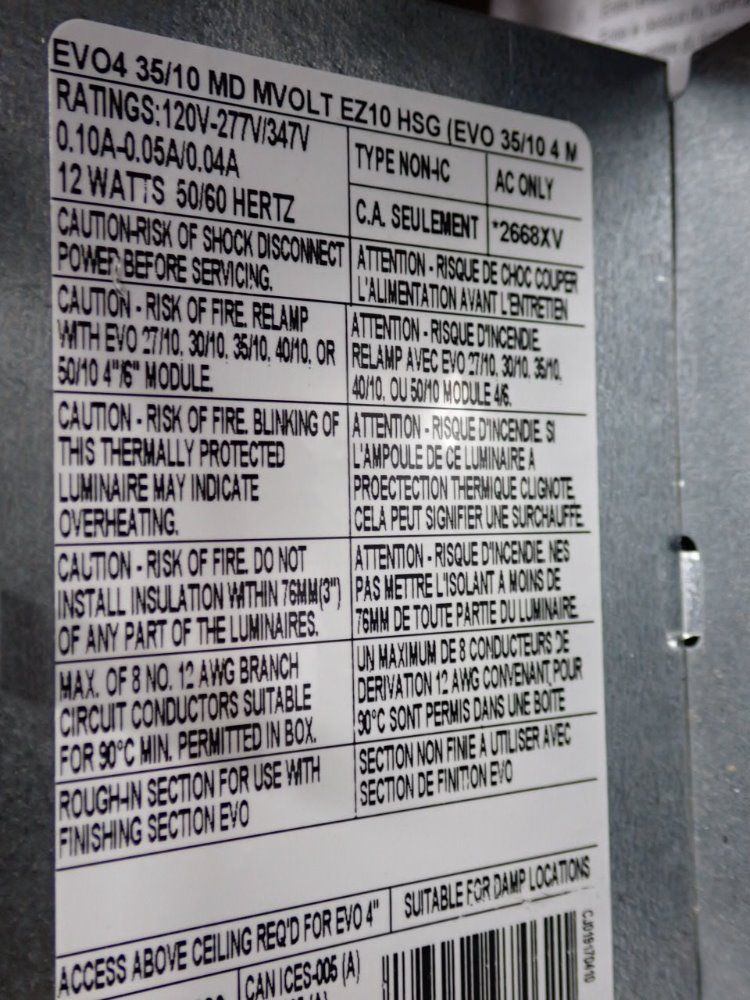 EVO4 35/10 MD MVOLT EZ10 HSG (EVO 35/10 4 M
RATINGS:120V-277V/347V
0.10A-0.05A/0.04A
12 WATTS 50/60 HERTZ
TYPE NON-IC
AC ONLY
C.A. SEULEMENT
*2668XV
CAUTION-RISK OF SHOCK DISCONNECT
POWER BEFORE SERVICING.
ATTENTION - RISQUE DE CHOC COUPER
L'ALIMENTATION AVANT L'ENTRETIEN
CAUTION - RISK OF FIRE. RELAMP
WITH EVO 27/10, 30/10, 35/10, 40/10, OR
50/10 4"/6" MODULE.
ATTENTION - RISQUE D'INCENDIE.
RELAMP AVEC EVO 27/10, 30/10, 35/10,
40/10, OU 50/10 MODULE 4/6.
CAUTION - RISK OF FIRE. BLINKING OF
THIS THERMALLY PROTECTED
LUMINAIRE MAY INDICATE
OVERHEATING.
ATTENTION - RISQUE D'INCENDIE. SI
L'AMPOULE DE CE LUMINAIRE A
PROECTECTION THERMIQUE CLIGNOTE,
CELA PEUT SIGNIFIER UNE SURCHAUFFE.
CAUTION - RISK OF FIRE. DO NOT
INSTALL INSULATION WITHIN 76MM(3")
OF ANY PART OF THE LUMINAIRES.
ATTENTION - RISQUE D'INCENDIE. NES
PAS METTRE L'ISOLANT A MOINS DE
76MM DE TOUTE PARTIE DU LUMINAIRE.
MAX. OF 8 NO. 12 AWG BRANCH
CIRCUIT CONDUCTORS SUITABLE
FOR 90°C MIN. PERMITTED IN BOX.
UN MAXIMUM DE 8 CONDUCTEURS DE
DERIVATION 12 AWG CONVENANT POUR
90°C SONT PERMIS DANS UNE BOITE
ROUGH-IN SECTION FOR USE WITH
FINISHING SECTION EVO
SECTION NON FINIE A UTILISER AVEC
SECTION DE FINITION EVO
ACCESS ABOVE CEILING REQ'D FOR EVO 4"
SUITABLE FOR DAMP LOCATIONS
CAN ICES-005 (A)